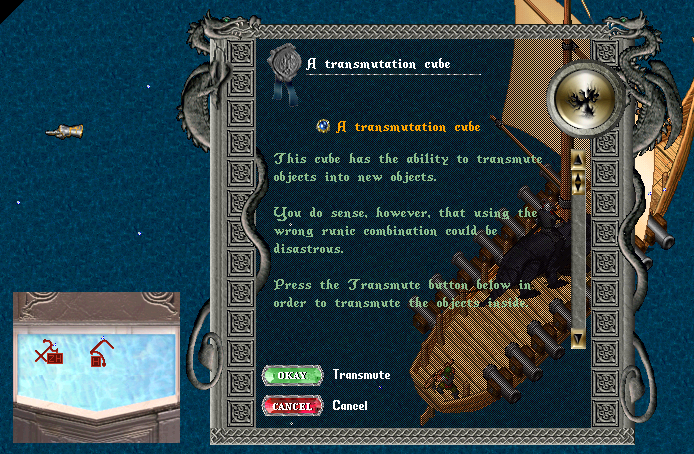 A transmutation cube
A transmutation cube
This cube has the ability to transmute
objects into new objects.
You do sense, however, that using the
wrong runic combination could be
disastrous.
Press the Transmute button below in
order to transmute the objects inside.
OKAY Transmute
CANCEL Cancel